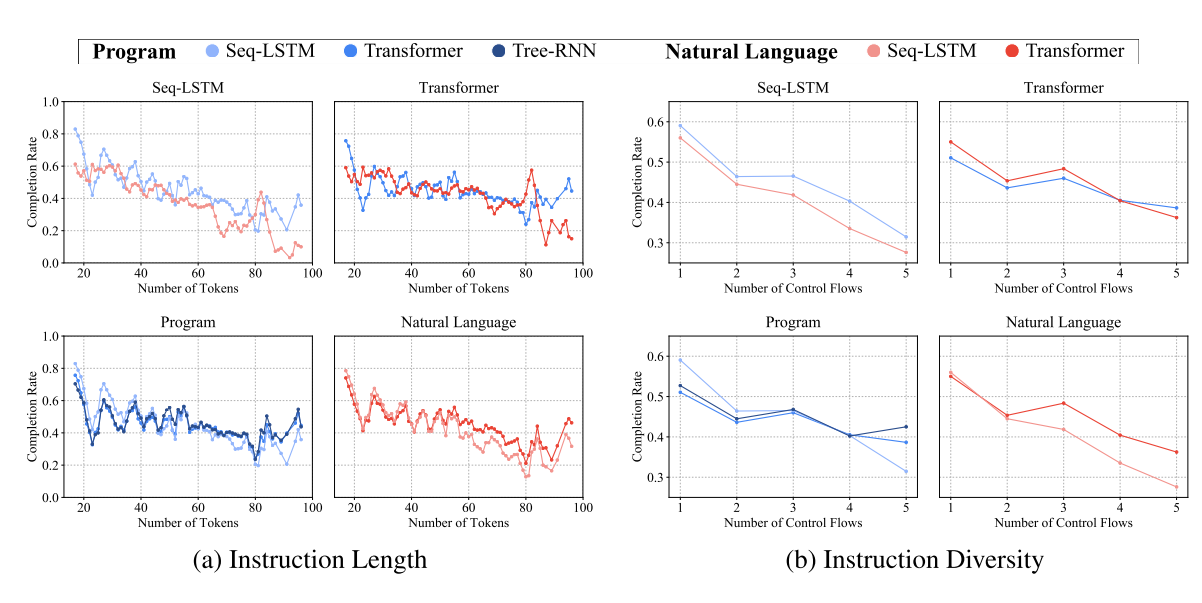 Program Seq-LSTM Transformer Tree-RNN Natural Language Seq-LSTM Transformer
Seq-LSTM
Completion Rate
1.0
0.8
0.6
0.4
0.2
0.0
20 40 60 80 100
Number of Tokens
Transformer
20 40 60 80 100
Number of Tokens
Program
Completion Rate
1.0
0.8
0.6
0.4
0.2
0.0
20 40 60 80 100
Number of Tokens
Natural Language
20 40 60 80 100
Number of Tokens
(a) Instruction Length
Seq-LSTM
Completion Rate
0.6
0.5
0.4
0.3
1 2 3 4 5
Number of Control Flows
Transformer
1 2 3 4 5
Number of Control Flows
Program
Completion Rate
0.6
0.5
0.4
0.3
1 2 3 4 5
Number of Control Flows
Natural Language
1 2 3 4 5
Number of Control Flows
(b) Instruction Diversity